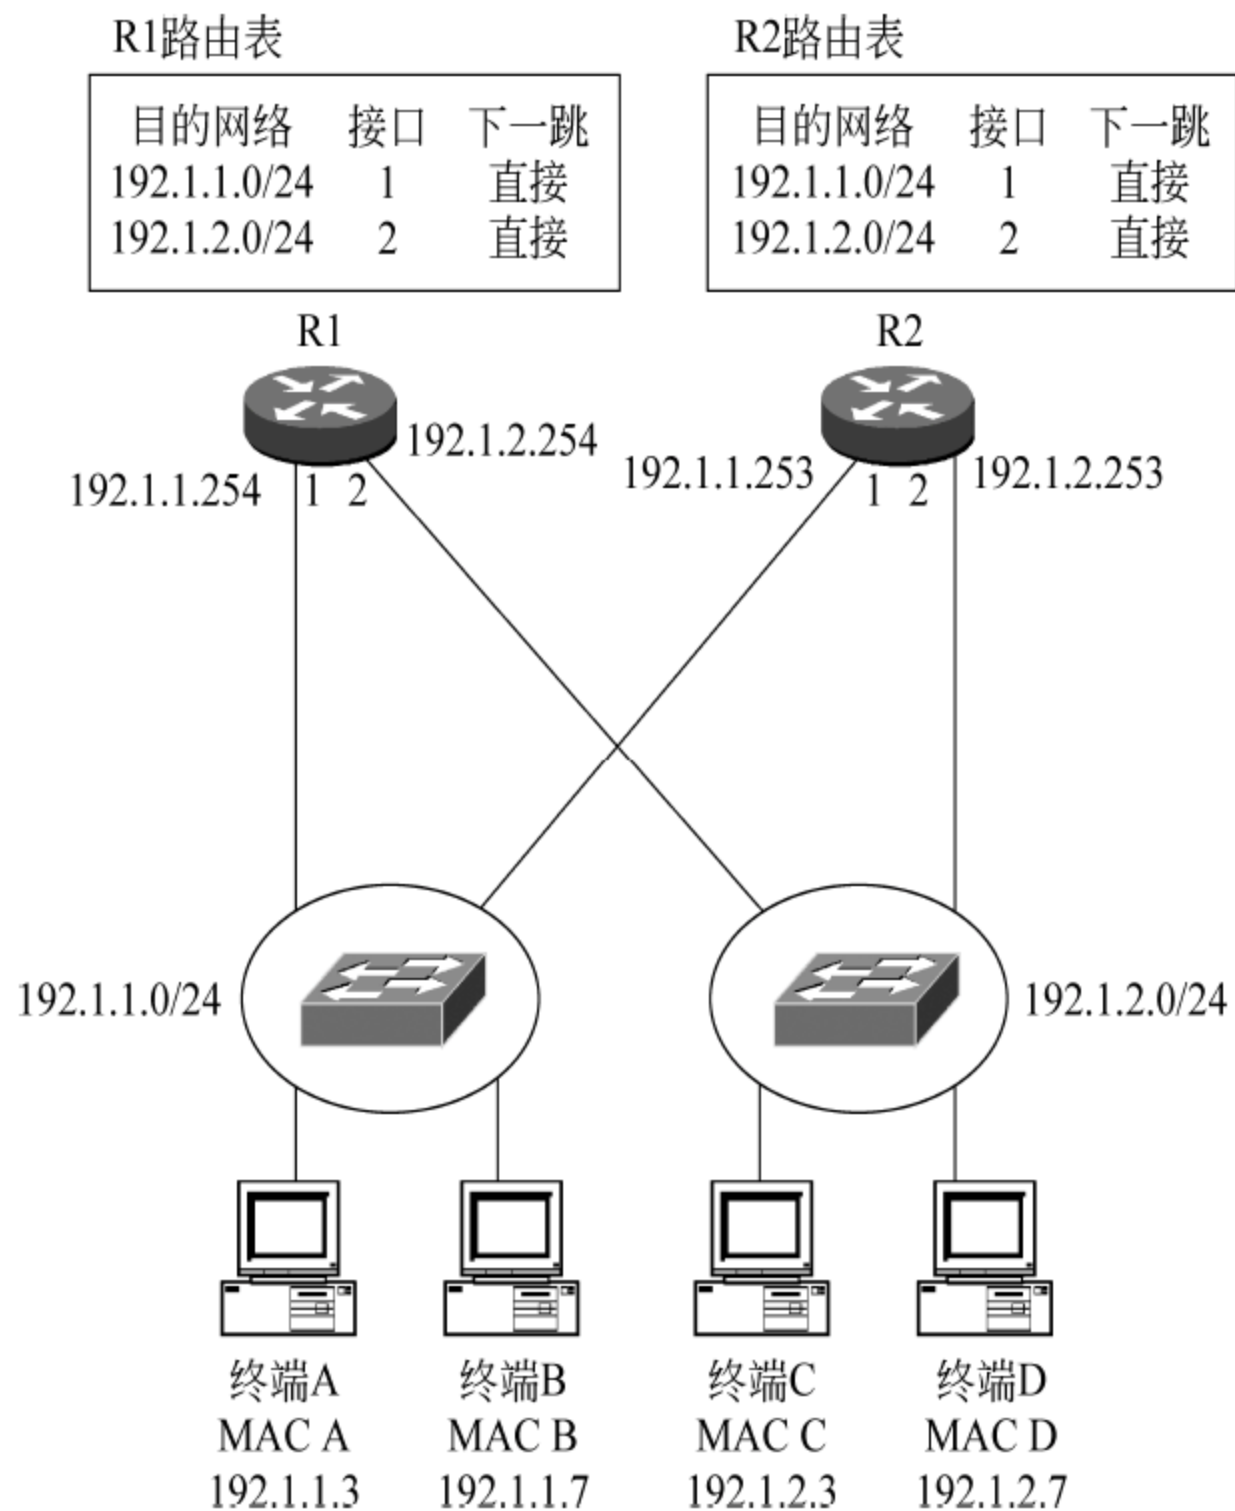 R1路由表
目的网络 接口 下一跳
192.1.1.0/24 1 直接
192.1.2.0/24 2 直接
R2路由表
目的网络 接口 下一跳
192.1.1.0/24 1 直接
192.1.2.0/24 2 直接
R1
R2
192.1.1.254
1 2
192.1.2.254
192.1.1.253
1 2
192.1.2.253
192.1.1.0/24
192.1.2.0/24
终端A
MAC A
192.1.1.3
终端B
MAC B
192.1.1.7
终端C
MAC C
192.1.2.3
终端D
MAC D
192.1.2.7